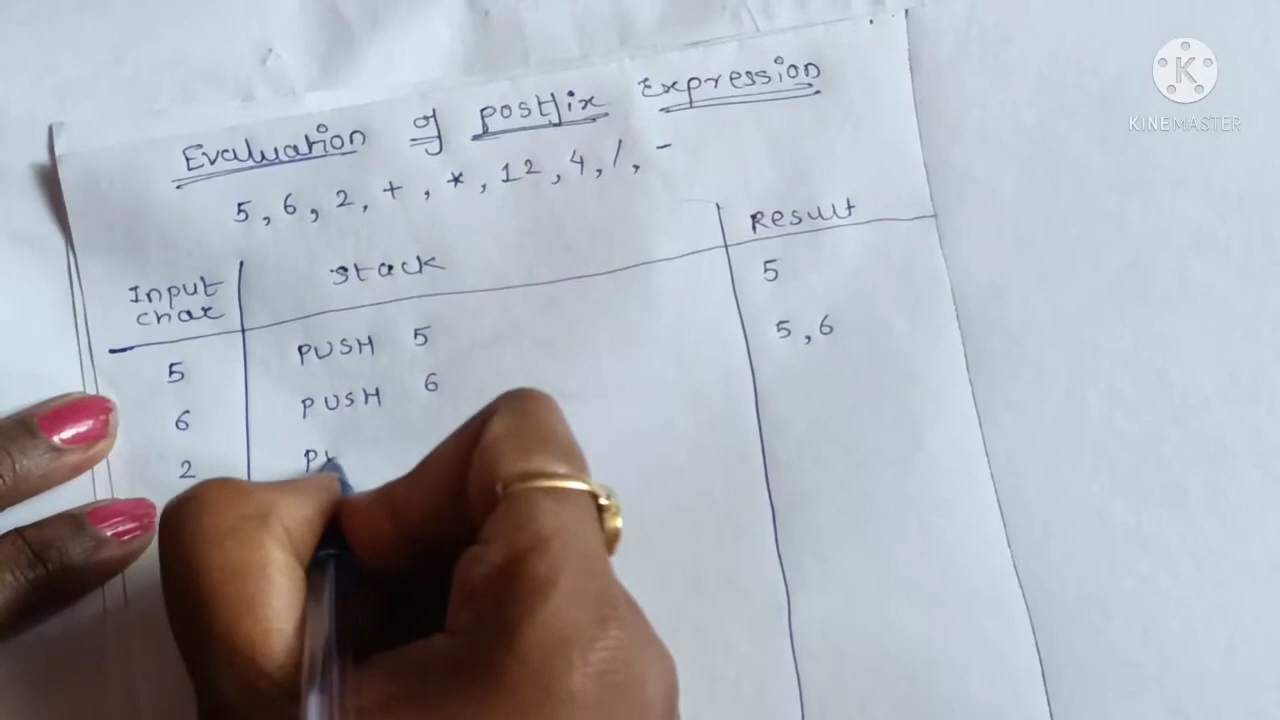 Evaluation of postfix Expression
5, 6, 2, +, *, 12, 4, /, -
Input char Stack Result
5 PUSH 5 5
6 PUSH 6 5, 6
2
KINEMASTER